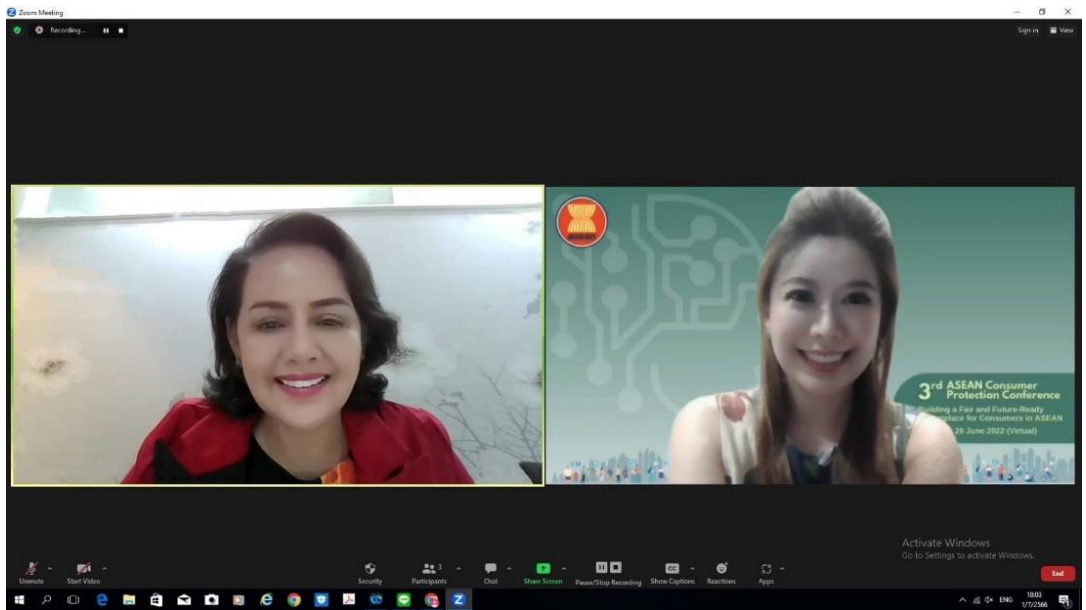 Zoom Meeting
Recording...
Sign in
View
3rd ASEAN Consumer
Protection Conference
Building a Fair and Future-Ready
for Consumers in ASEAN
28 June 2022 (Virtual)
Activate Windows
Go to Settings to activate Windows.
Unmute
Start Video
Security
Participants
3
Chat
Share Screen
Pause/Stop Recording
Show Captions
Reactions
Apps
End
ENG
10:03
1/7/2566